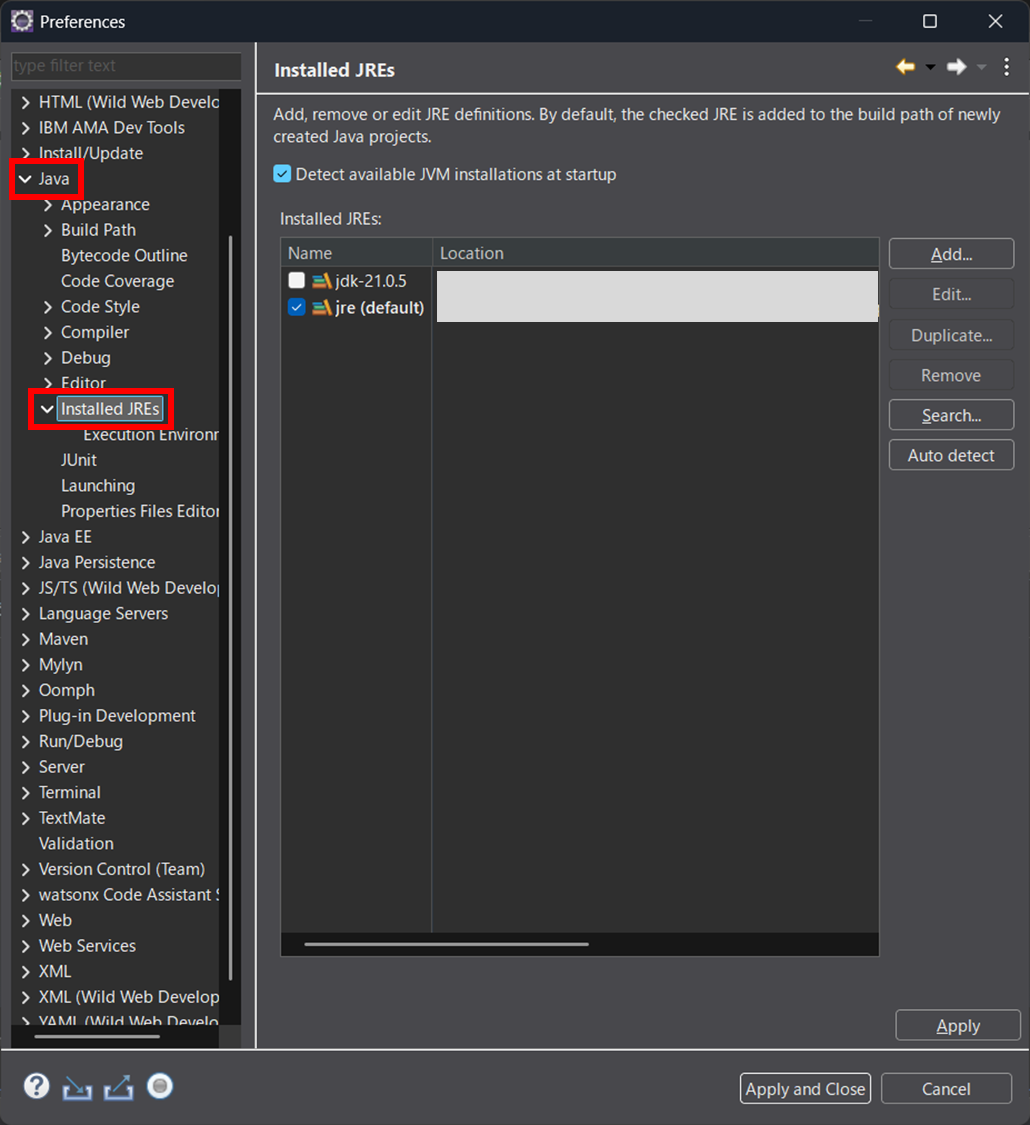 Preferences
type filter text
HTML (Wild Web Develo
IBM AMA Dev Tools
Install/Update
Java
Appearance
Build Path
Bytecode Outline
Code Coverage
Code Style
Compiler
Debug
Editor
Installed JREs
Execution Environr
JUnit
Launching
Properties Files Editor
Java EE
Java Persistence
JS/TS (Wild Web Develop
Language Servers
Maven
Mylyn
Oomph
Plug-in Development
Run/Debug
Server
Terminal
TextMate
Validation
Version Control (Team)
watsonx Code Assistant S
Web
Web Services
XML
XML (Wild Web Develop
YAML (Wild Web Develo
Installed JREs
Add, remove or edit JRE definitions. By default, the checked JRE is added to the build path of newly
created Java projects.
Detect available JVM installations at startup
Installed JREs:
Name Location
jdk-21.0.5
jre (default)
Add...
Edit...
Duplicate...
Remove
Search...
Auto detect
Apply
Apply and Close
Cancel